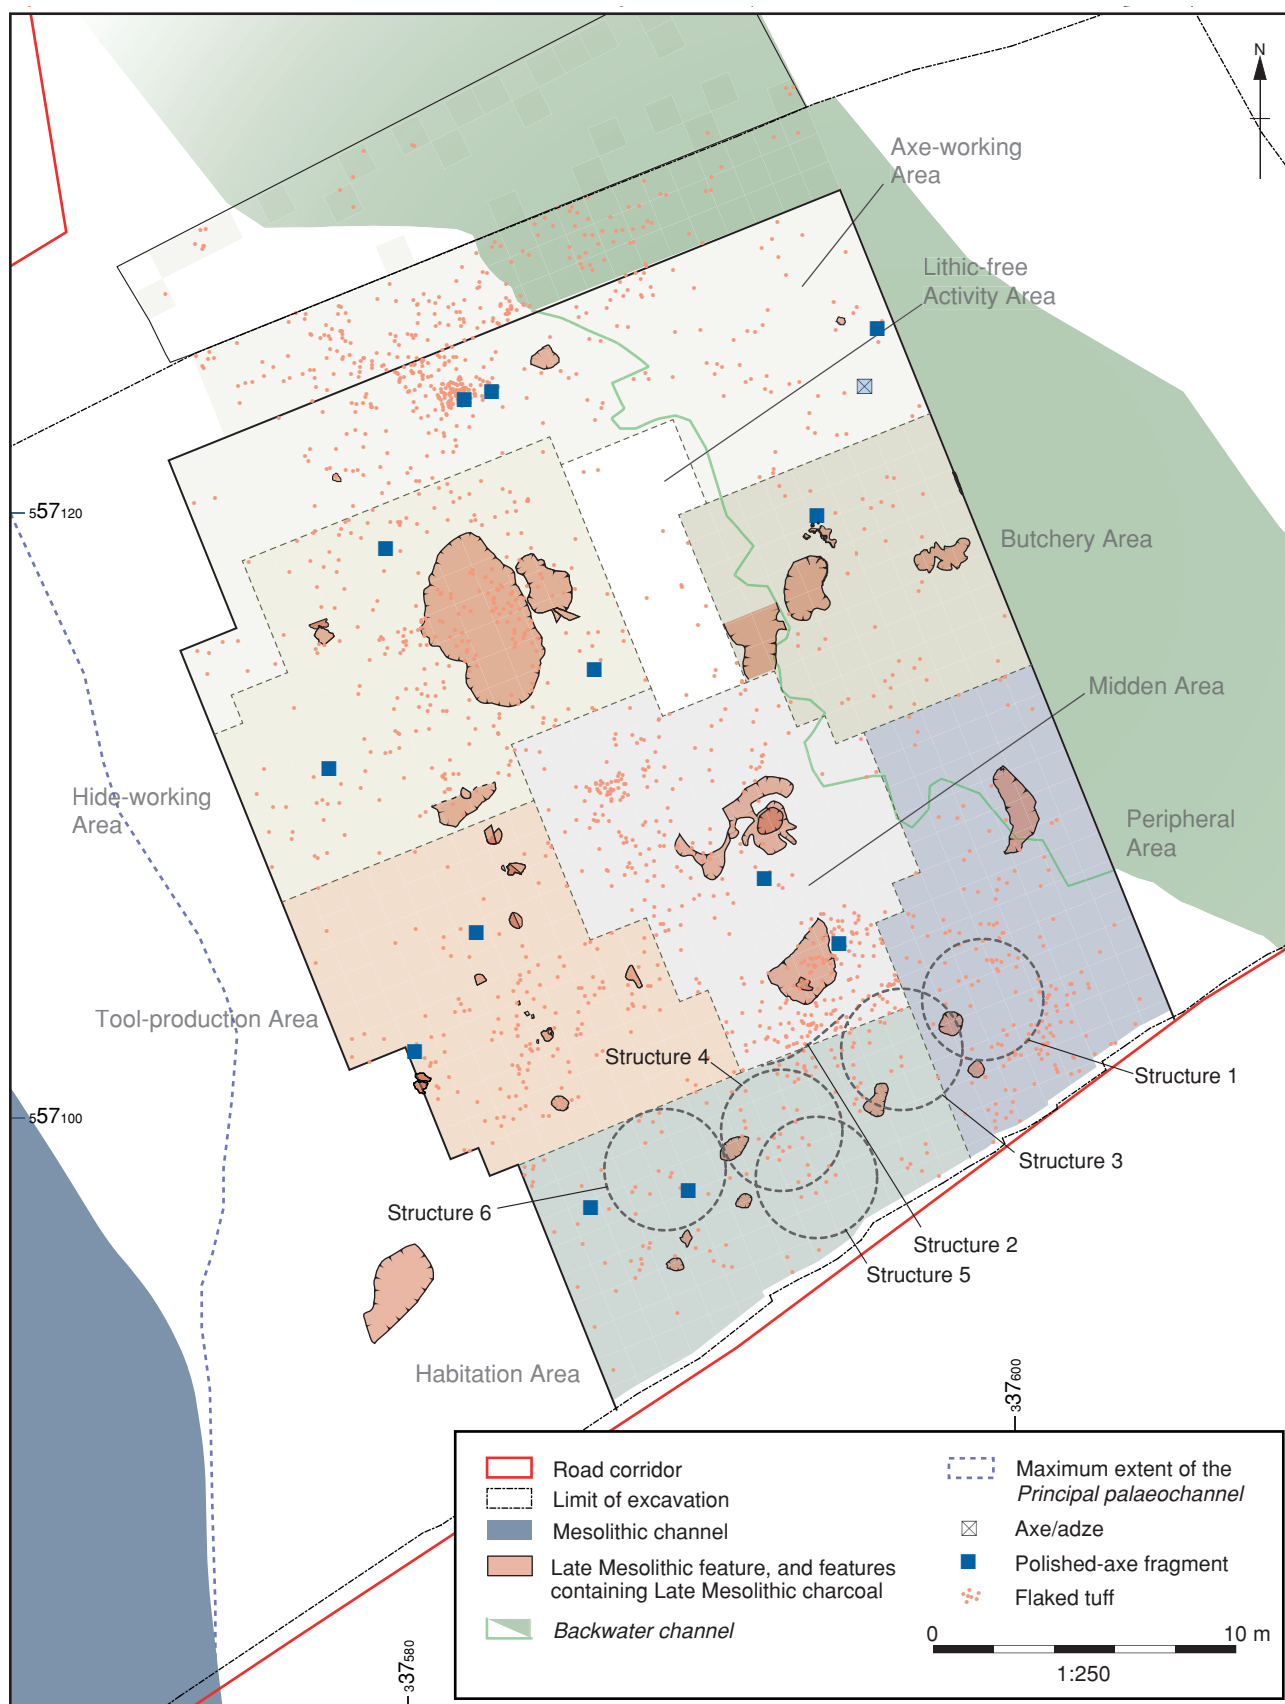 N
Axe-working
Area
Lithic-free
Activity Area
557120
Butchery Area
Midden Area
Hide-working
Area
Peripheral
Area
Tool-production Area
Structure 4
Structure 1
557100
Structure 3
Structure 6
Structure 2
Structure 5
Habitation Area
337600
337580
Road corridor
Limit of excavation
Mesolithic channel
Late Mesolithic feature, and features
containing Late Mesolithic charcoal
Backwater channel
Maximum extent of the
Principal palaeochannel
Axe/adze
Polished-axe fragment
Flaked tuff
0 10 m
1:250